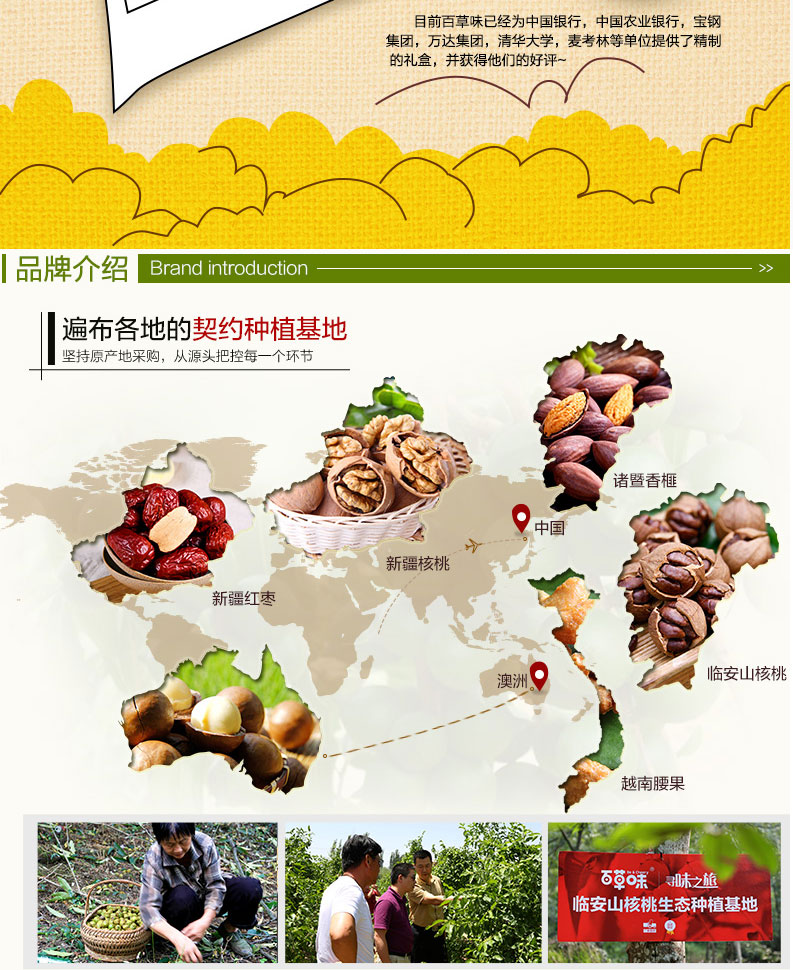 目前百草味已经为中国银行，中国农业银行，宝钢
集团，万达集团，清华大学，麦考林等单位提供了精制
的礼盒，并获得他们的好评~
品牌介绍 Brand introduction >>
遍布各地的契约种植基地
坚持原产地采购，从源头把控每一个环节
诸暨香榧
中国
新疆核桃
新疆红枣
临安山核桃
澳洲
越南腰果
百草味 寻味之旅
临安山核桃生态种植基地